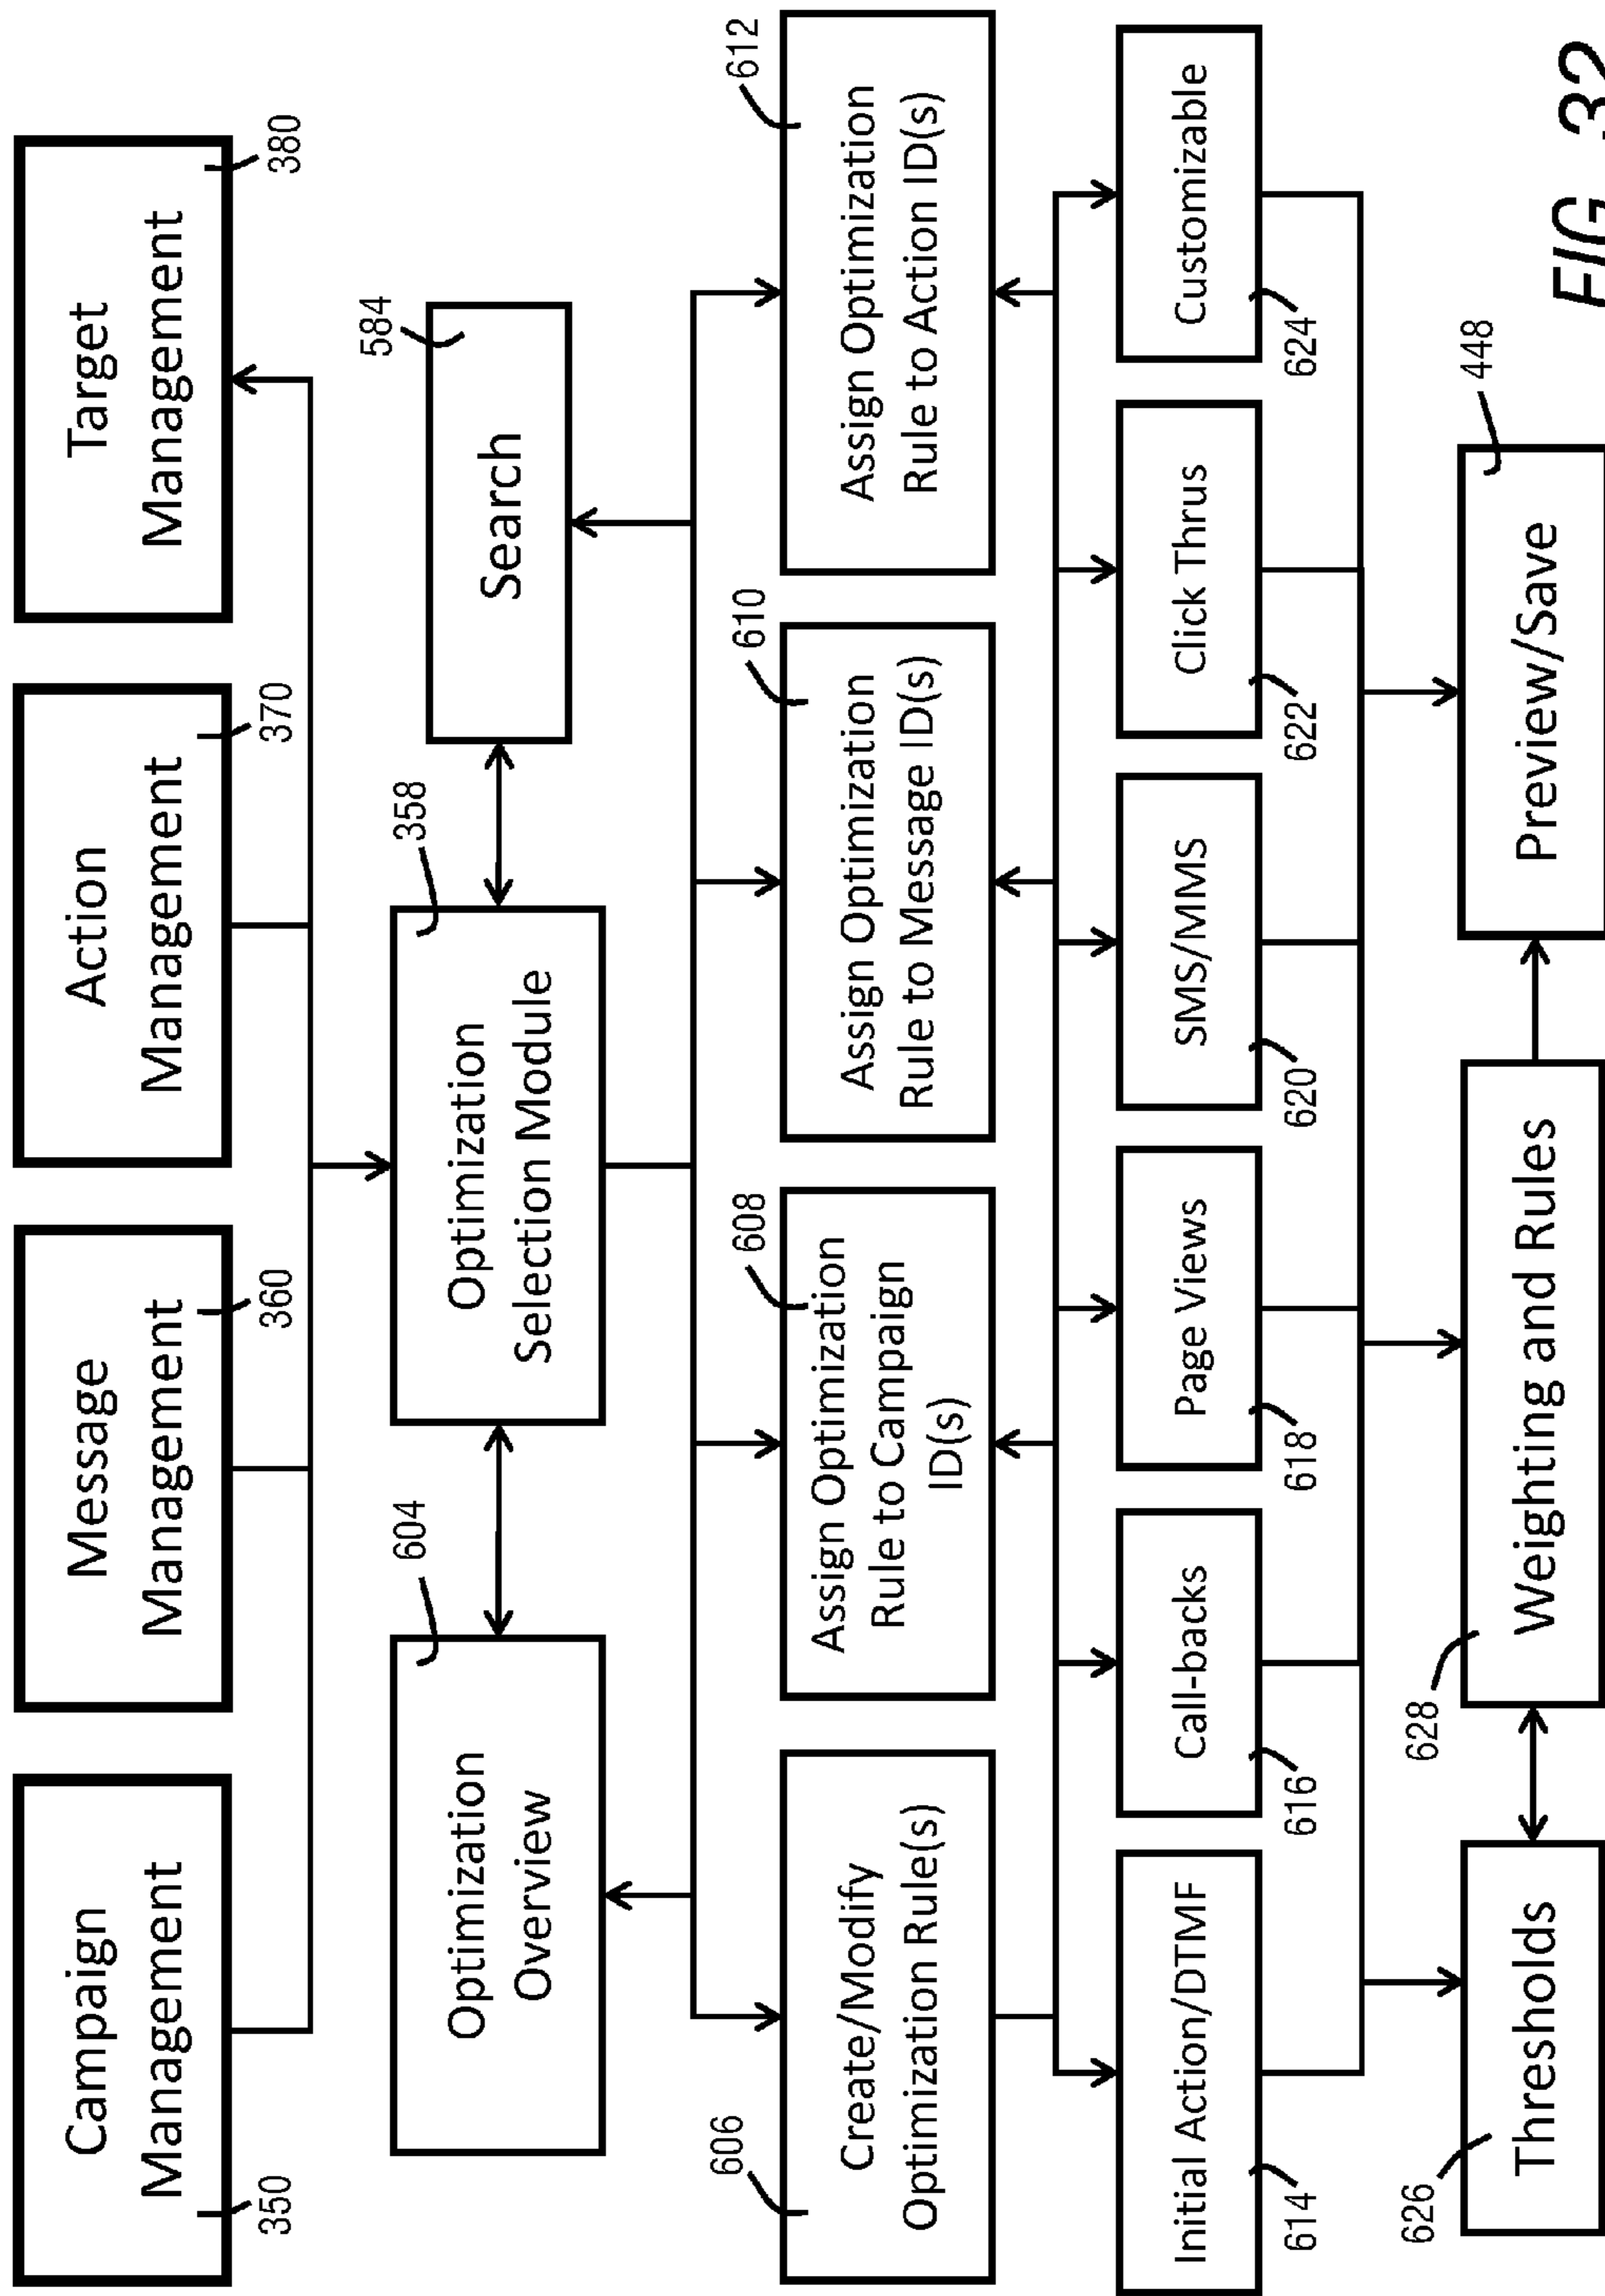 Campaign
Management
350
Message
Management
360
Action
Management
370
Target
Management
380
Optimization
Overview
604
Optimization
Selection Module
358
Search
584
Create/Modify
Optimization Rule(s)
606
Assign Optimization
Rule to Campaign
ID(s)
608
Assign Optimization
Rule to Message ID(s)
610
Assign Optimization
Rule to Action ID(s)
612
Initial Action/DTMF
614
Call-backs
616
Page Views
618
SMS/MMS
620
Click Thrus
622
Customizable
624
Thresholds
626
Weighting and Rules
628
Preview/Save
448
FIG. 32